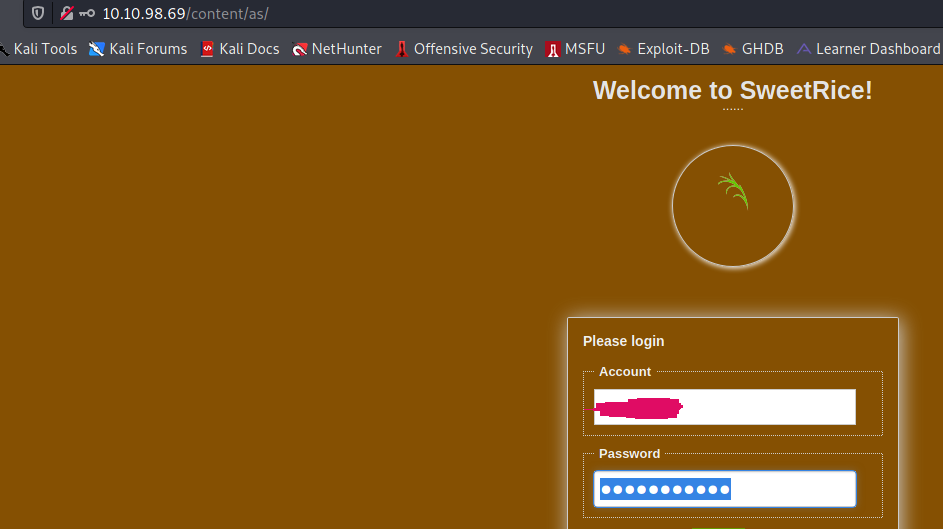 10.10.98.69/content/as/
Kali Tools Kali Forums Kali Docs NetHunter Offensive Security MSFU Exploit-DB GHDB Learner Dashboard
Welcome to SweetRice!
Please login
Account
Password